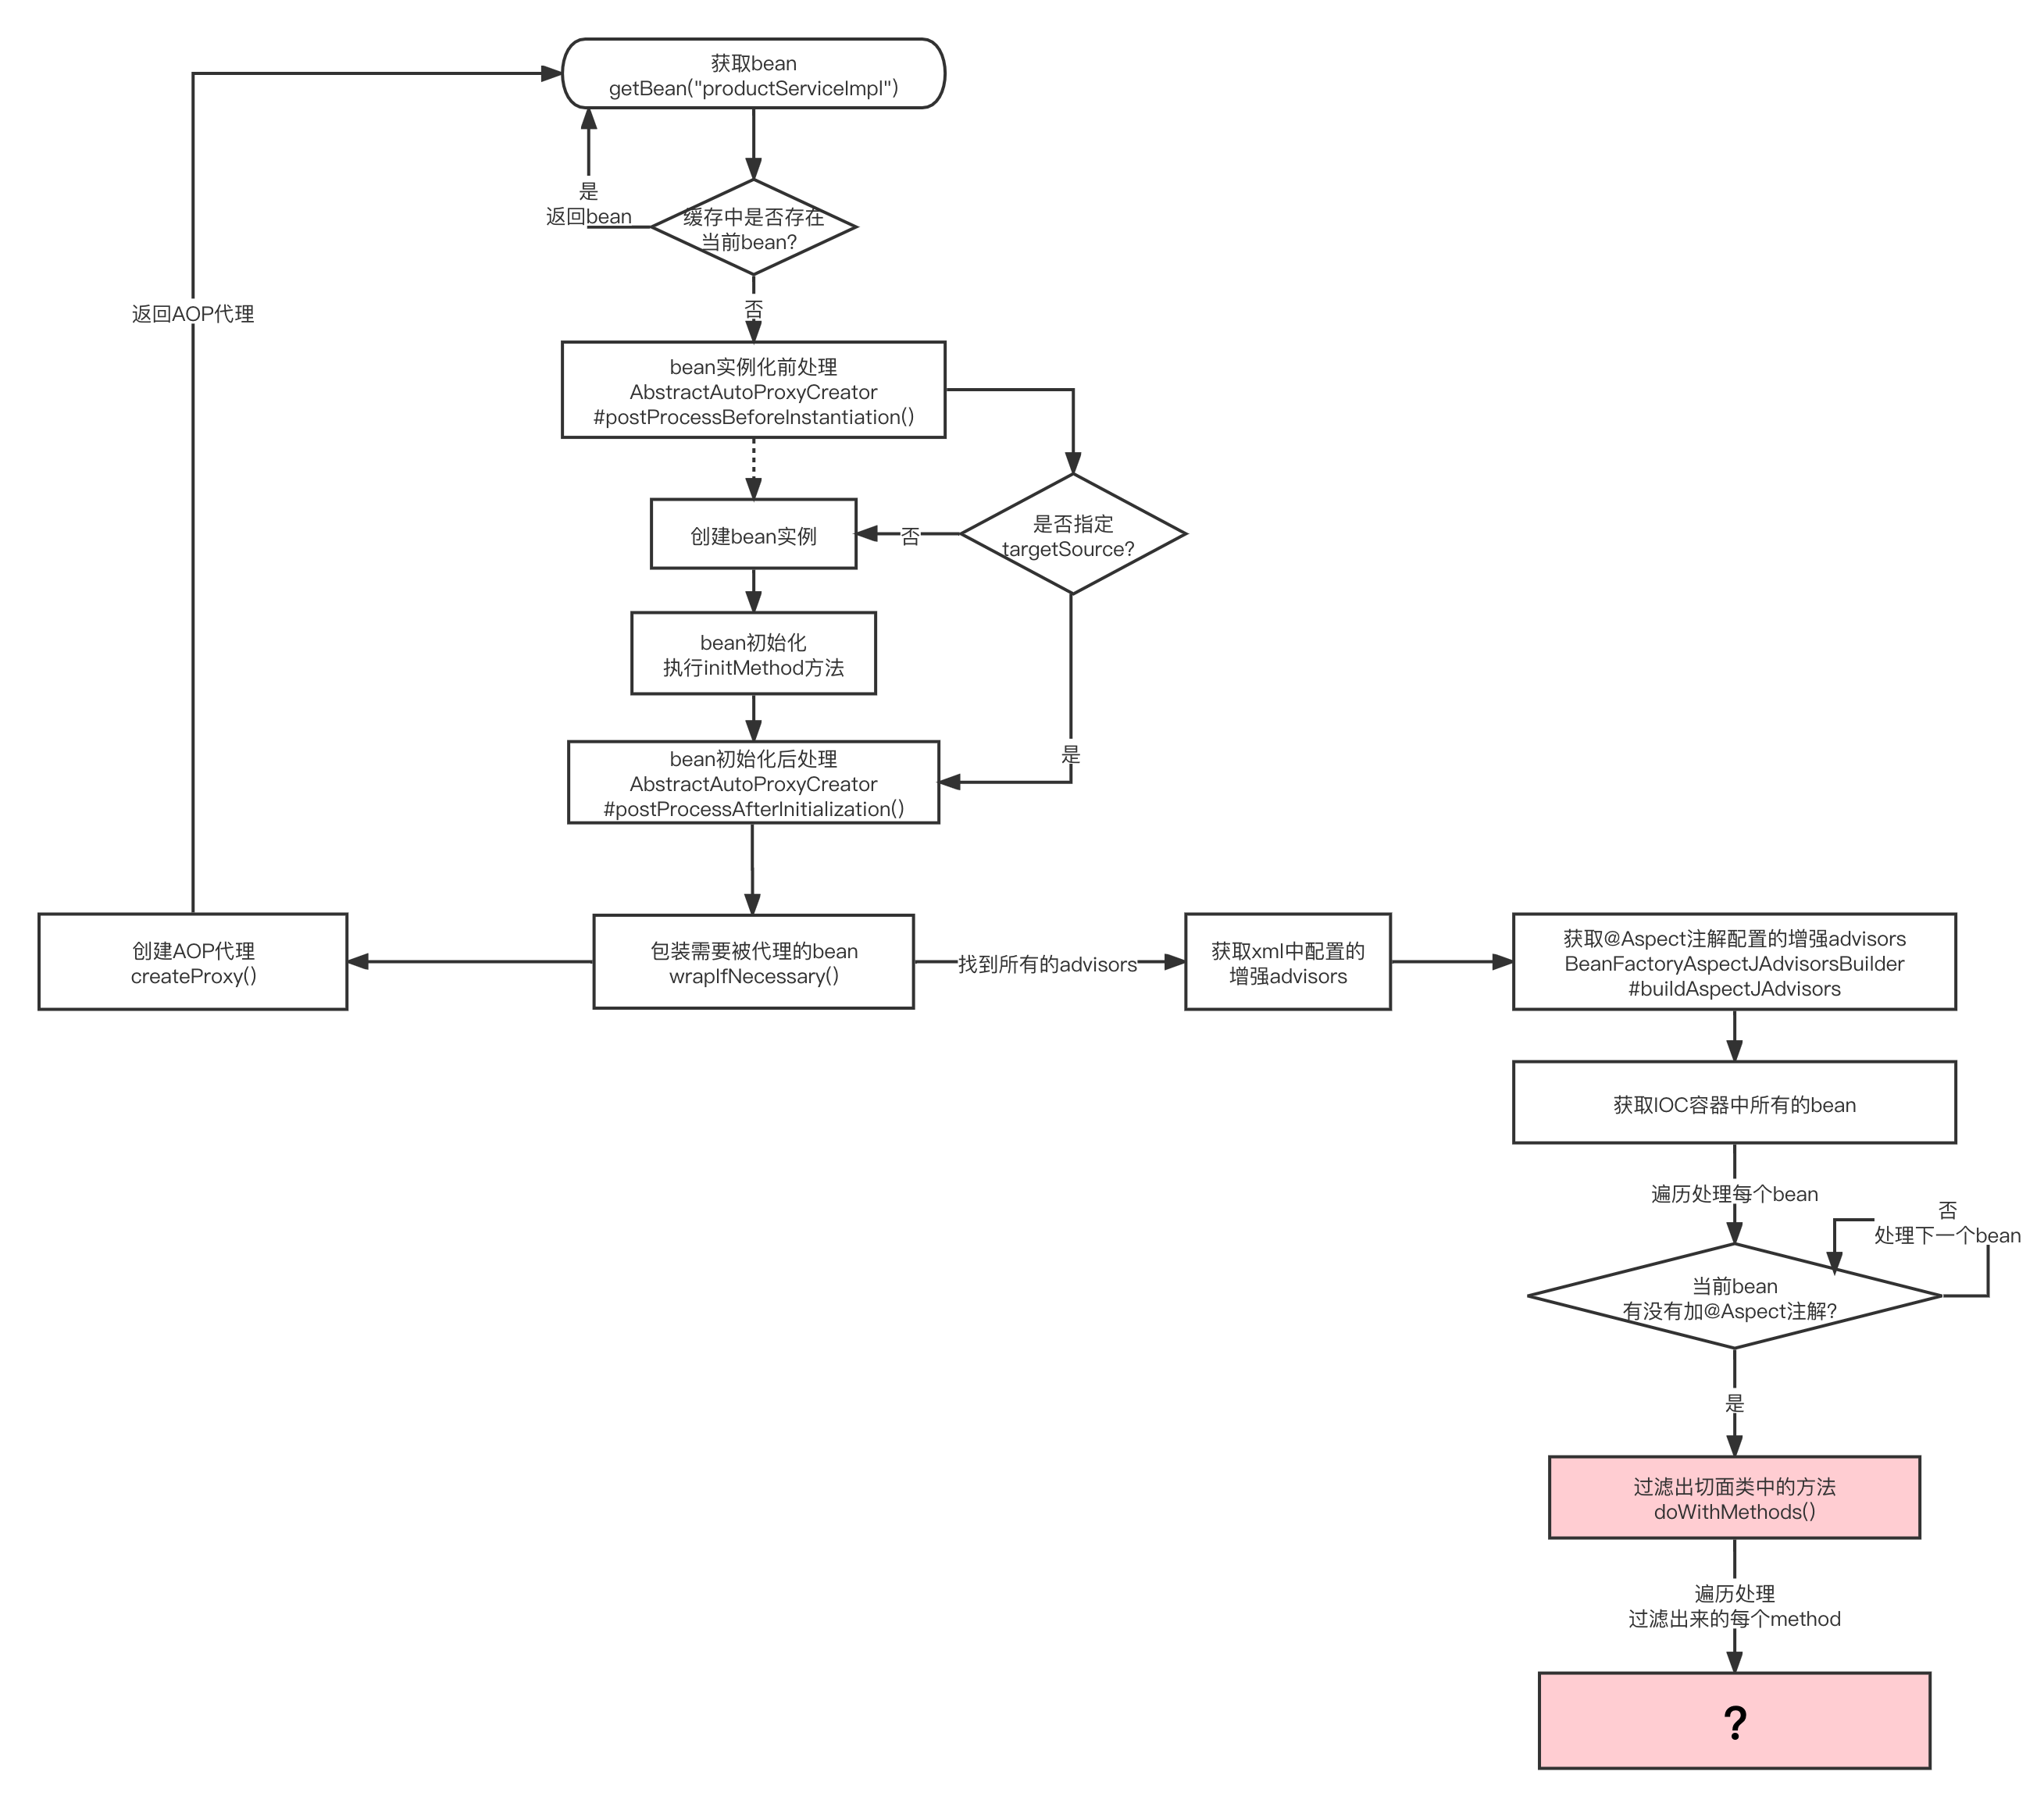 获取bean
getBean("productServiceImpl")
是
返回bean
缓存中是否存在
当前bean?
否
返回AOP代理
bean实例化前处理
AbstractAutoProxyCreator
#postProcessBeforeInstantiation()
创建bean实例
否
是否指定
targetSource?
bean初始化
执行initMethod方法
是
bean初始化后处理
AbstractAutoProxyCreator
#postProcessAfterInitialization()
创建AOP代理
createProxy()
包装需要被代理的bean
wrapIfNecessary()
找到所有的advisors
获取xml中配置的
增强advisors
获取@Aspect注解配置的增强advisors
BeanFactoryAspectJAdvisorsBuilder
#buildAspectJAdvisors
获取IOC容器中所有的bean
遍历处理每个bean
否
处理下一个bean
当前bean
有没有加@Aspect注解?
是
过滤出切面类中的方法
doWithMethods()
遍历处理
过滤出来的每个method
?